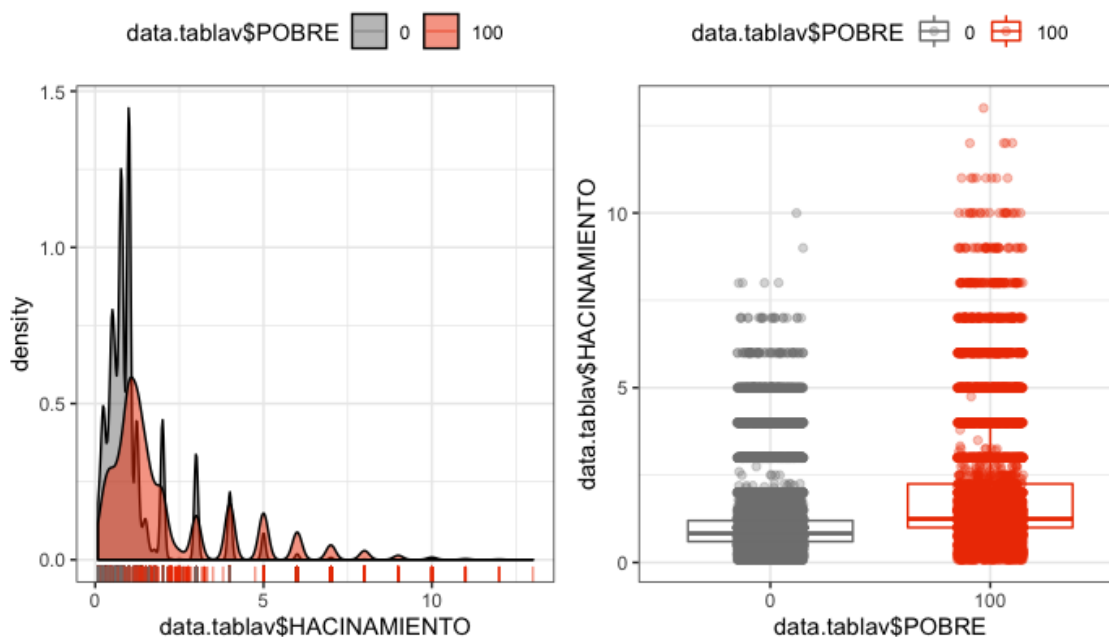 data.tablav$POBRE 0 100
1.5
1.0
0.5
0.0
density
0 5 10
data.tablav$HACINAMIENTO
data.tablav$POBRE 0 100
10
5
0
data.tablav$HACINAMIENTO
0 100
data.tablav$POBRE